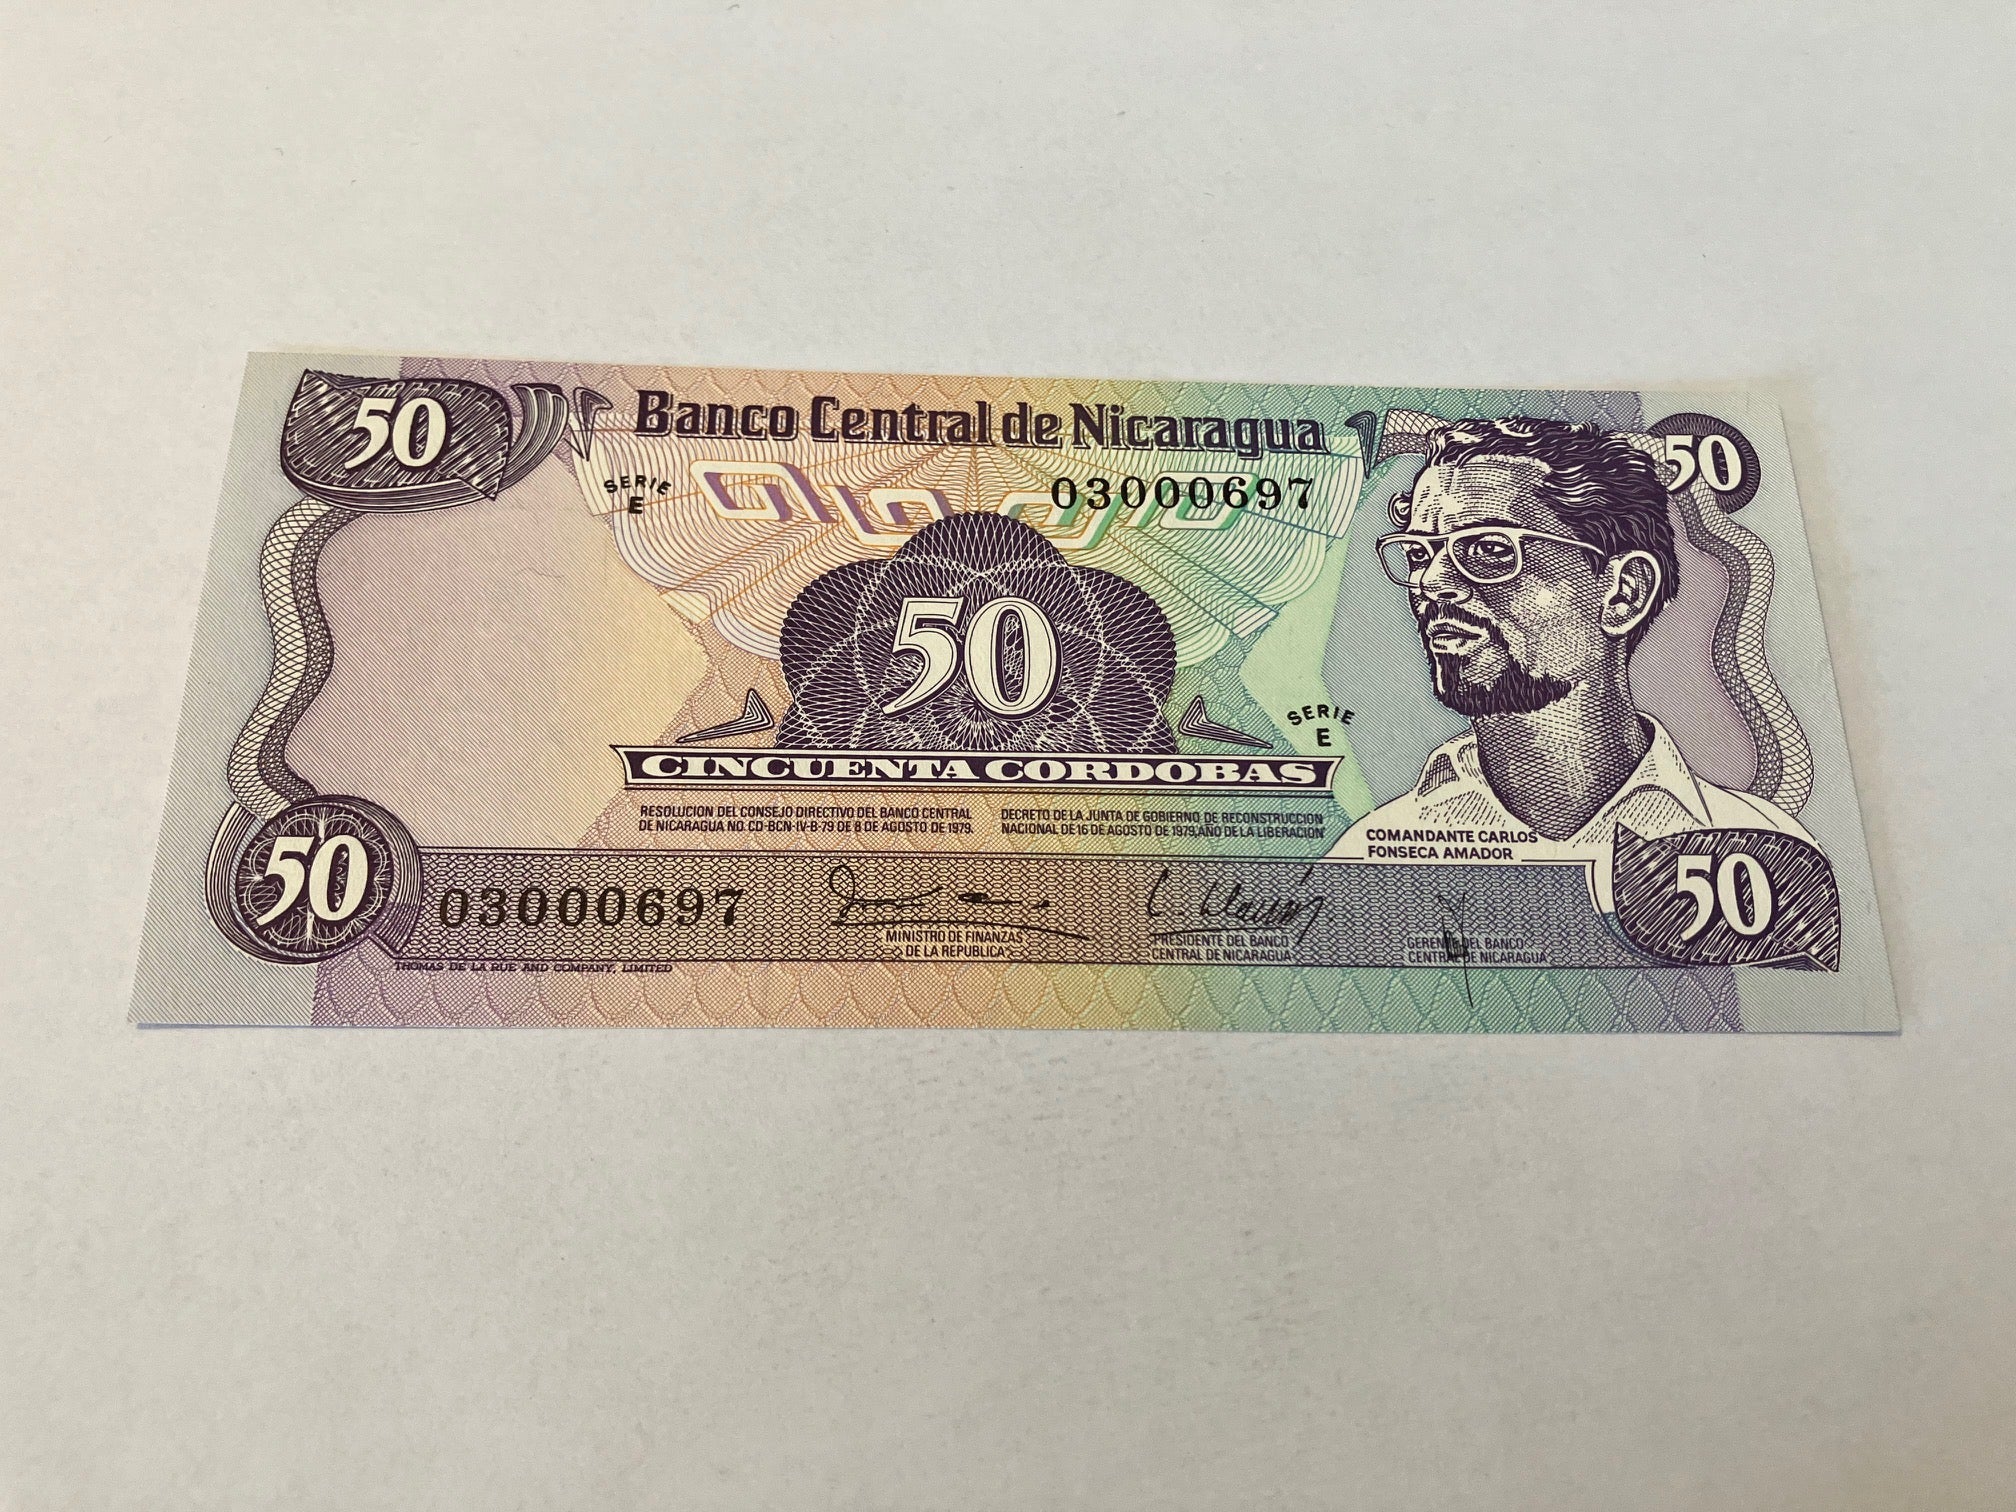 50
Banco Central de Nicaragua
50
SERIE
E
03000697
50
SERIE
E
CINCUENTA CORDOBAS
RESOLUCION DEL CONSEJO DIRECTIVO DEL BANCO CENTRAL
DE NICARAGUA NO. CD-BCN-IV-B-79 DE 8 DE AGOSTO DE 1979.
DECRETO DE LA JUNTA DE GOBIERNO DE RECONSTRUCCION
NACIONAL DE 16 DE AGOSTO DE 1979, AÑO DE LA LIBERACION
COMANDANTE CARLOS
FONSECA AMADOR
50
03000697
MINISTRO DE FINANZAS
DE LA REPUBLICA
PRESIDENTE DEL BANCO
CENTRAL DE NICARAGUA
GERENTE DEL BANCO
CENTRAL DE NICARAGUA
50
THOMAS DE LA RUE AND COMPANY, LIMITED